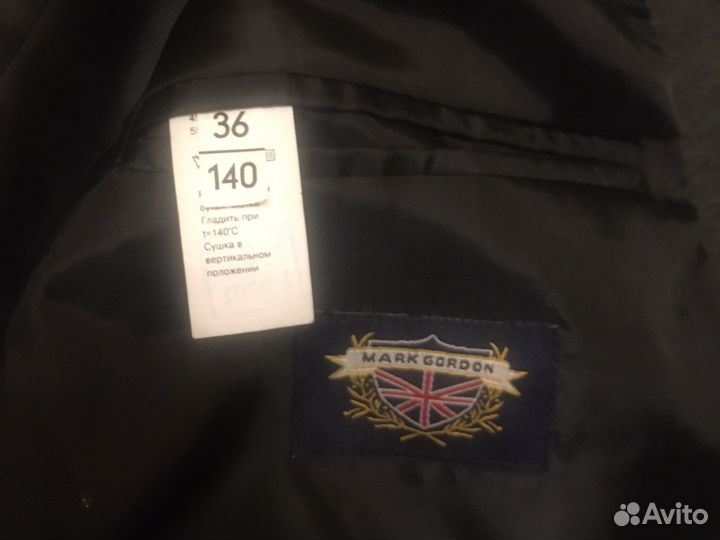 36
140
Гладить при
t=140°C
Сушка в
вертикальном
положении
MARK GORDON
Avito